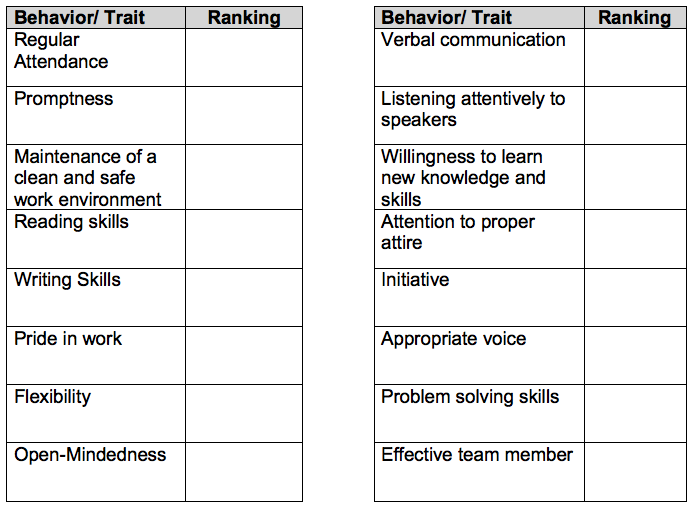 Behavior/ Trait Ranking
Regular
Attendance
Promptness
Maintenance of a
clean and safe
work environment
Reading skills
Writing Skills
Pride in work
Flexibility
Open-Mindedness
Behavior/ Trait Ranking
Verbal communication
Listening attentively to
speakers
Willingness to learn
new knowledge and
skills
Attention to proper
attire
Initiative
Appropriate voice
Problem solving skills
Effective team member